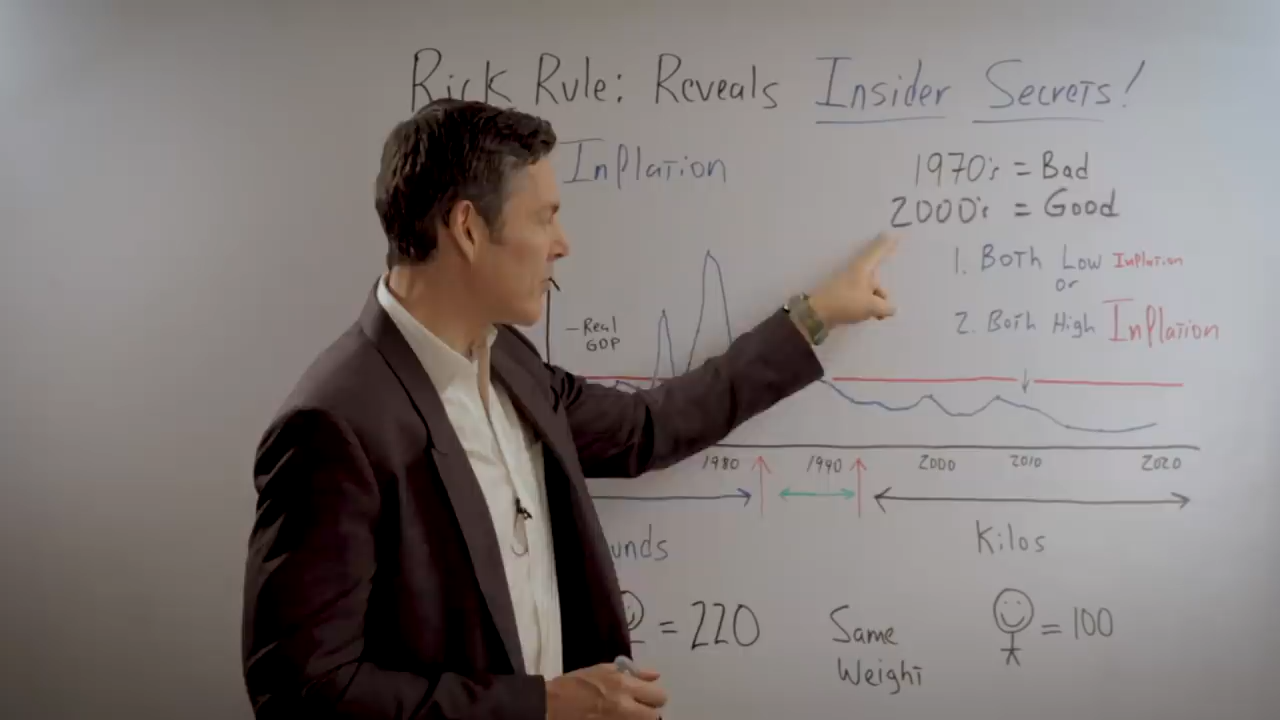 Rick Rule: Reveals Insider Secrets!
Inflation
1970's = Bad
2000's = Good
1. Both Low Inflation
or
2. Both High Inflation
- Real
GDP
1980 1990 2000 2010 2020
Kilos
= 220
Same
Weight
= 100